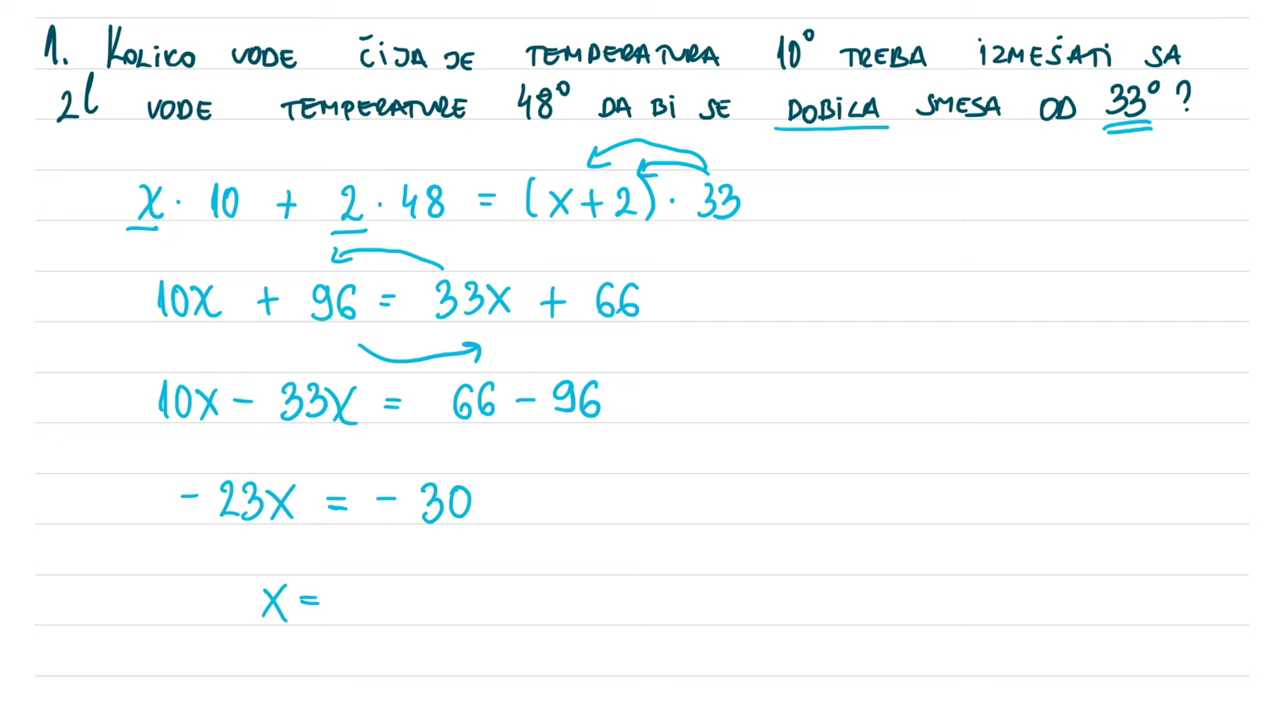 1. KOLIKO VODE ČIJA JE TEMPERATURA 10° TREBA IZMEŠATI SA
2l VODE TEMPERATURE 48° DA BI SE DOBILA SMESA OD 33°?
x · 10 + 2 · 48 = (x + 2) · 33
10x + 96 = 33x + 66
10x - 33x = 66 - 96
- 23x = - 30
x =